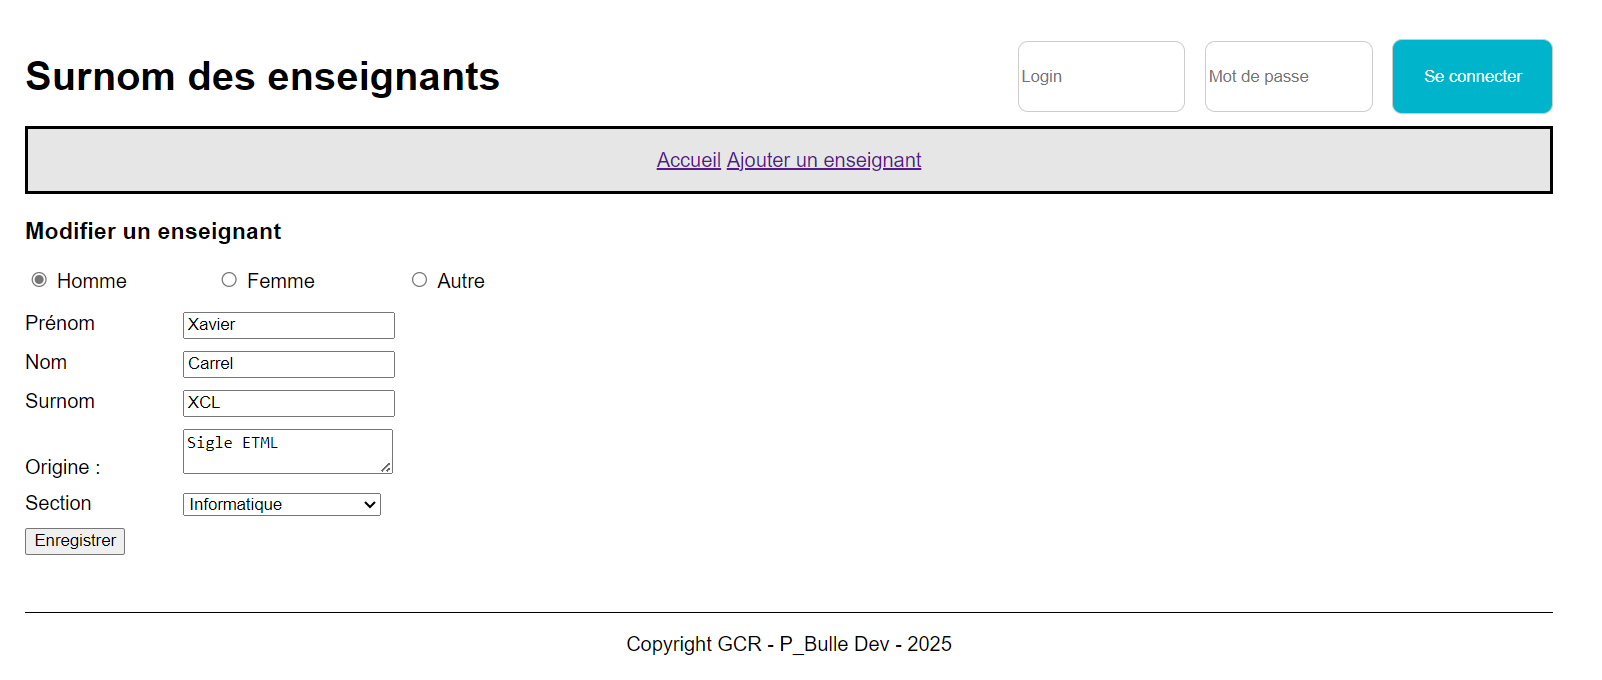 Surnom des enseignants
Login
Mot de passe
Se connecter
Accueil Ajouter un enseignant
Modifier un enseignant
Homme Femme Autre
Prénom Xavier
Nom Carrel
Surnom XCL
Origine : Sigle ETML
Section Informatique
Enregistrer
Copyright GCR - P_Bulle Dev - 2025